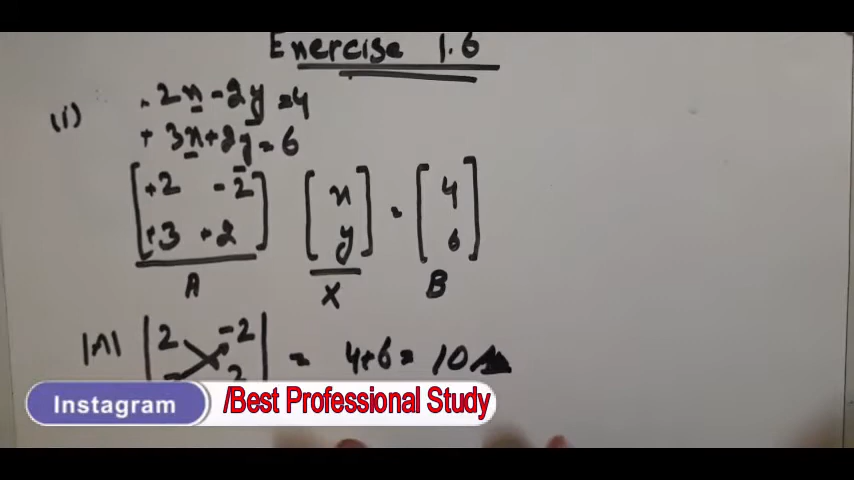 Exercise 1.6
(i) 2x - 2y = 4
+ 3x + 2y = 6
[+2 -2] [x] = [4]
[+3 +2] [y] [6]
A X B
|A| |2 -2| = 4+6 = 10
2
Instagram /Best Professional Study